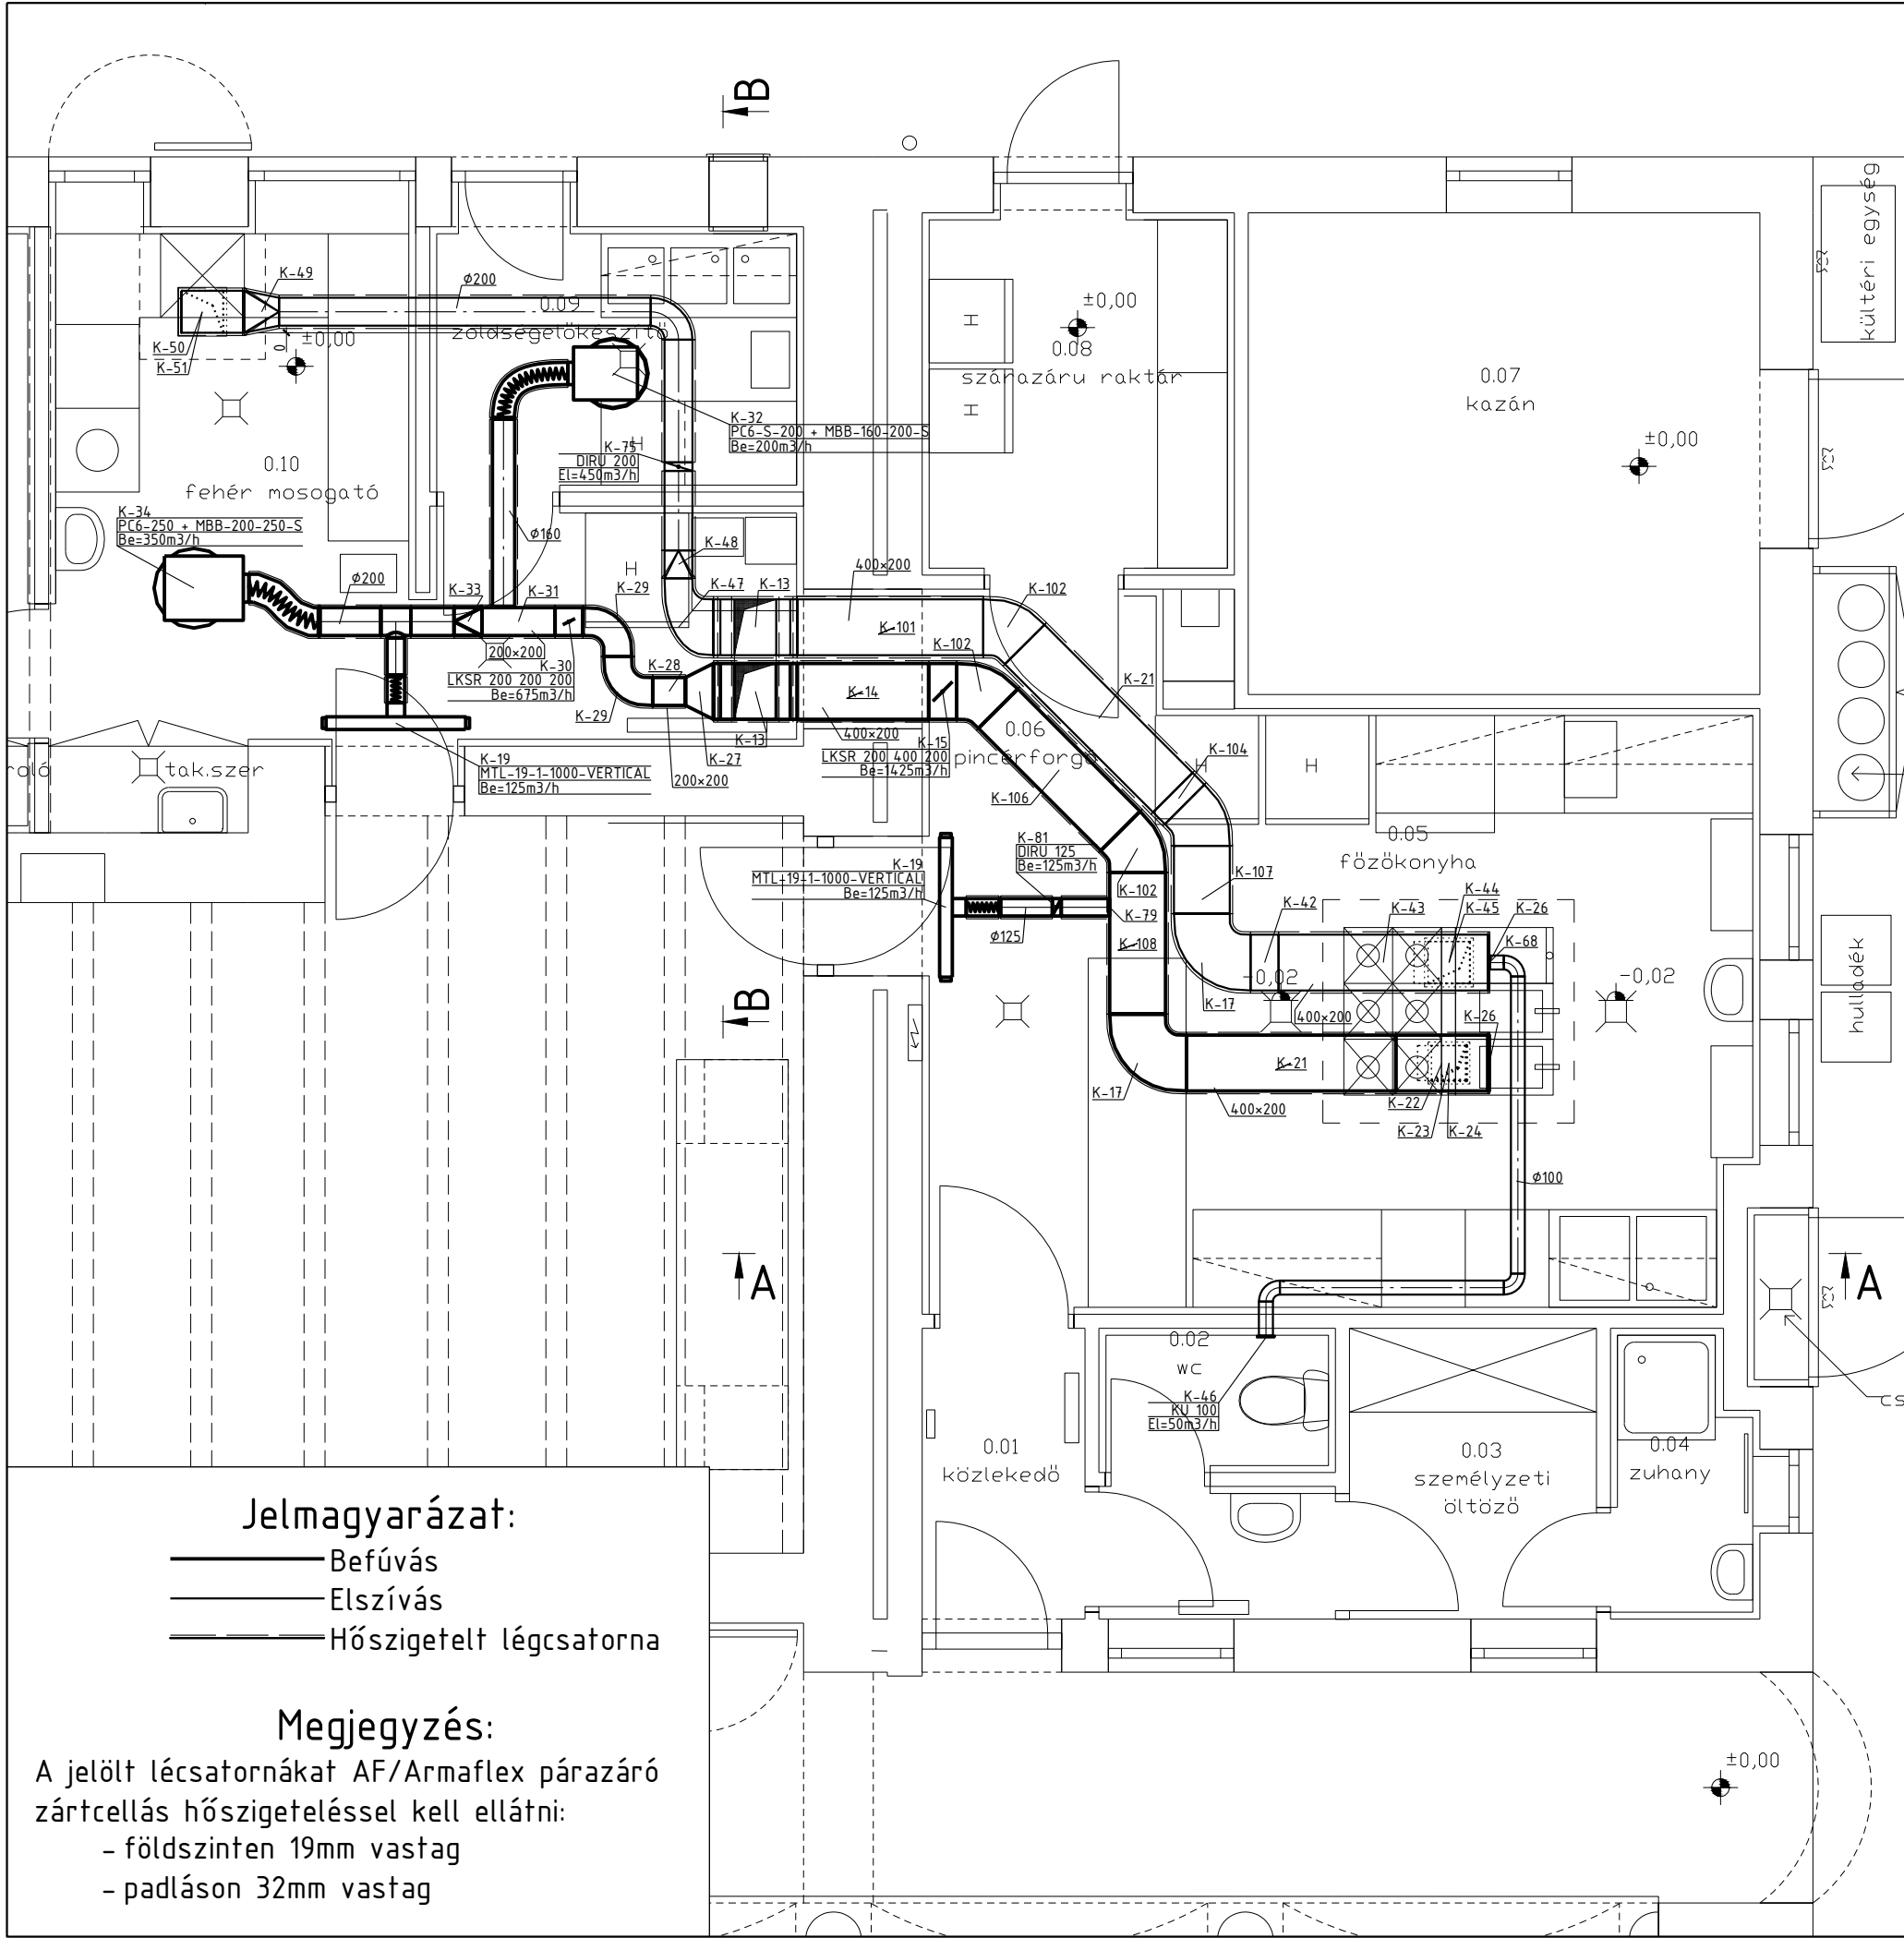 B
kültéri egység
K-49
ø200
0.09
zöldségelőkészítő
±0,00
K-50
K-51
0
±0,00
0.08
szárazáru raktár
H
H
0.07
kazán
±0,00
K-32
PC6-S-200 + MBB-160-200-S
Be=200m3/h
H
K-75
DIRU 200
El=450m3/h
0.10
fehér mosogató
K-34
PC6-250 + MBB-200-250-S
Be=350m3/h
ø160
K-48
400×200
H
ø200
K-33
K-31
K-29
K-47
K-13
K-102
K-101
K-102
200×200
K-30
LKSR 200 200 200
Be=675m3/h
K-28
K-14
K-21
K-29
K-13
K-27
400×200
K-15
LKSR 200 400 200
Be=1425m3/h
0.06
pincérforgó
K-104
H
H
roló
tak.szer
K-19
MTL-19-1-1000-VERTICAL
Be=125m3/h
200×200
K-106
K-81
DIRU 125
Be=125m3/h
0.05
főzőkonyha
K-19
MTL-19-1-1000-VERTICAL
Be=125m3/h
K-102
K-107
K-44
K-43
K-45
K-26
K-42
K-79
K-68
ø125
K-108
hulladék
-0,02
-0,02
K-17
400×200
K-26
B
K-21
K-17
400×200
K-22
K-23
K-24
ø100
A
A
0.02
wc
K-46
KU 100
El=50m3/h
cs
0.01
közlekedő
0.03
személyzeti
öltöző
0.04
zuhany
Jelmagyarázat:
Befúvás
Elszívás
Hőszigetelt légcsatorna
Megjegyzés:
A jelölt lécsatornákat AF/Armaflex párazáró
zártcellás hőszigeteléssel kell ellátni:
- földszinten 19mm vastag
- padláson 32mm vastag
±0,00